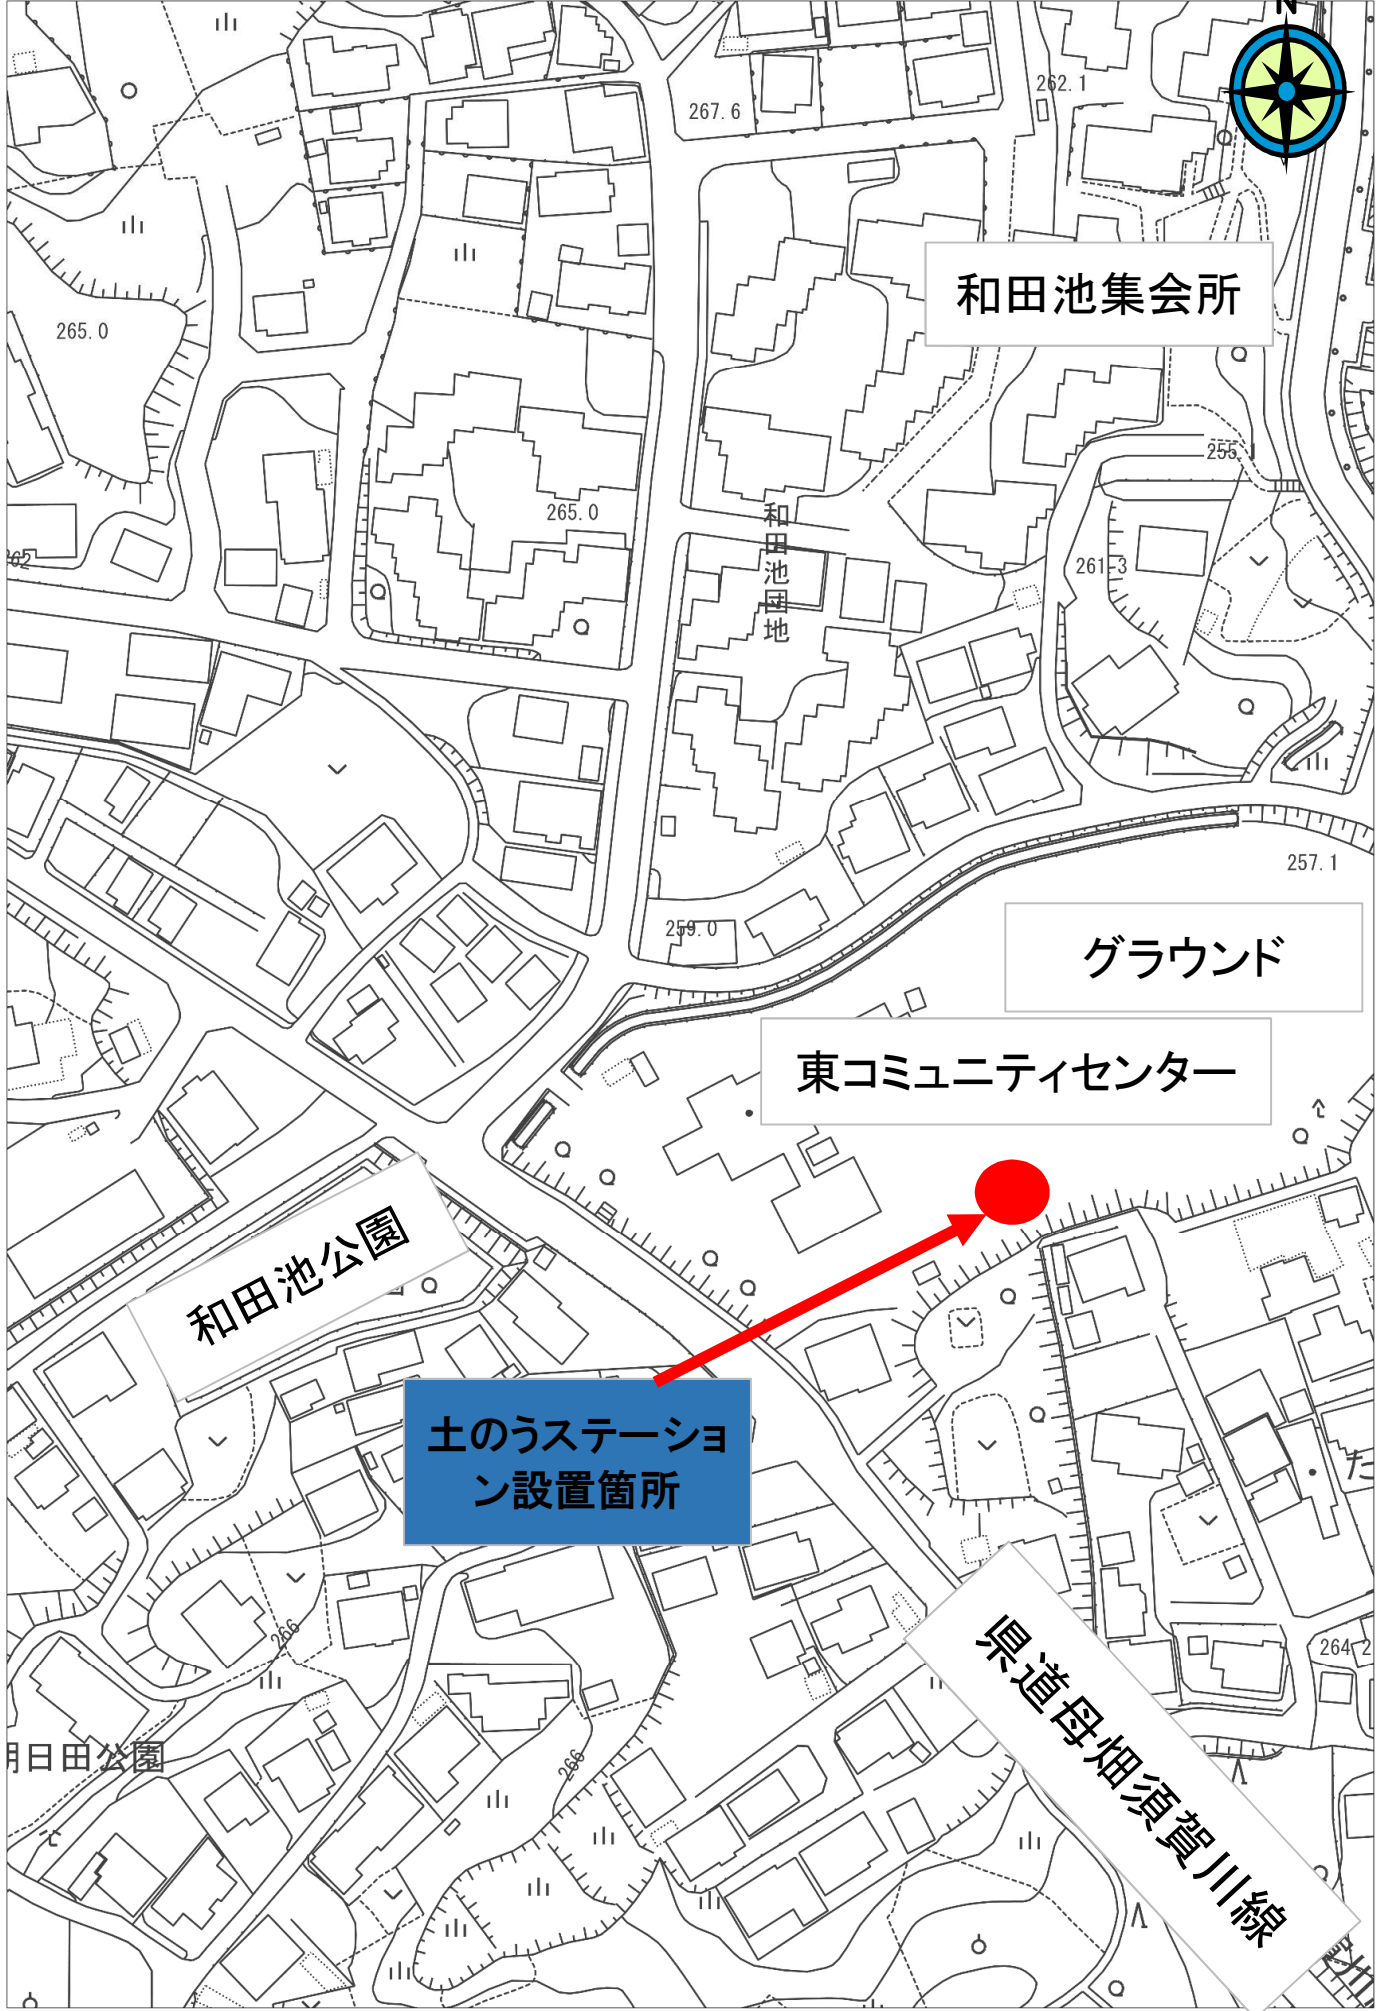 N
267.6
262.1
和田池集会所
265.0
255.1
265.0
和田池団地
261.3
262
257.1
259.0
グラウンド
東コミュニティセンター
和田池公園
土のうステーショ
ン設置箇所
県道母畑須賀川線
266
264.2
266
明日田公園
た